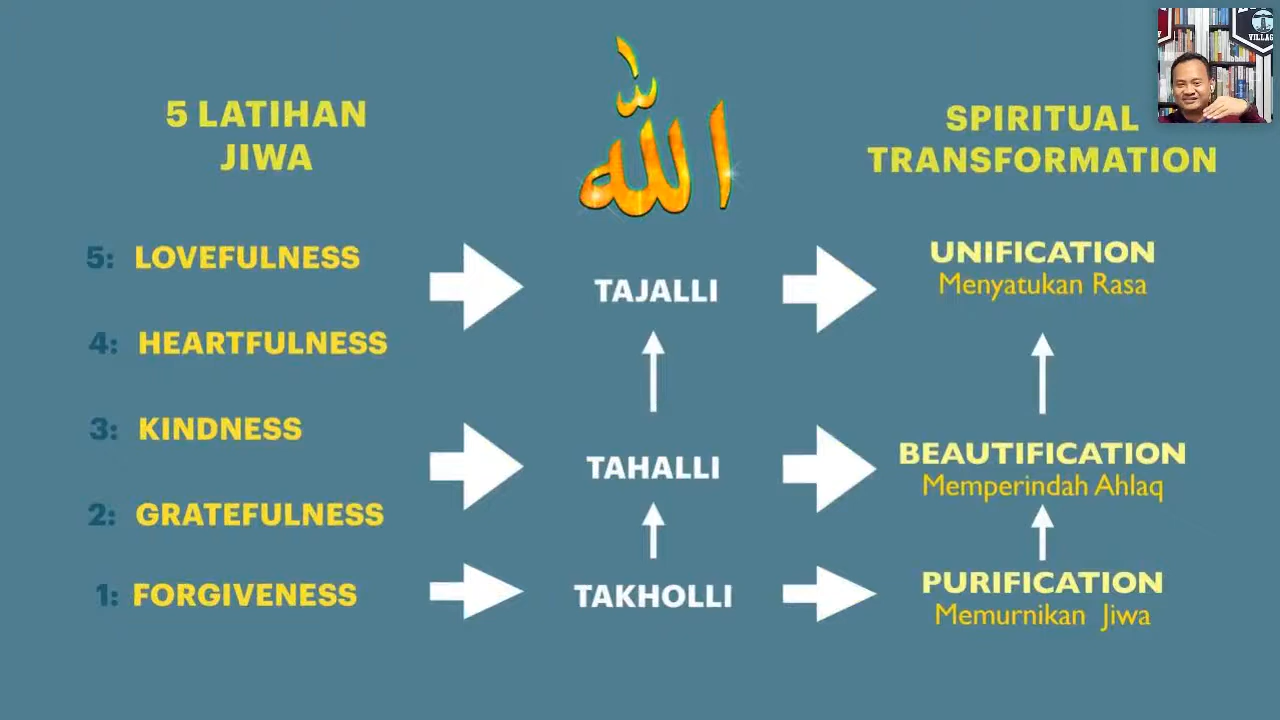 5 LATIHAN
JIWA
الله
SPIRITUAL
TRANSFORMATION
VILLAG
5: LOVEFULNESS
4: HEARTFULNESS
3: KINDNESS
2: GRATEFULNESS
1: FORGIVENESS
TAJALLI
TAHALLI
TAKHOLLI
UNIFICATION
Menyatukan Rasa
BEAUTIFICATION
Memperindah Ahlaq
PURIFICATION
Memurnikan Jiwa